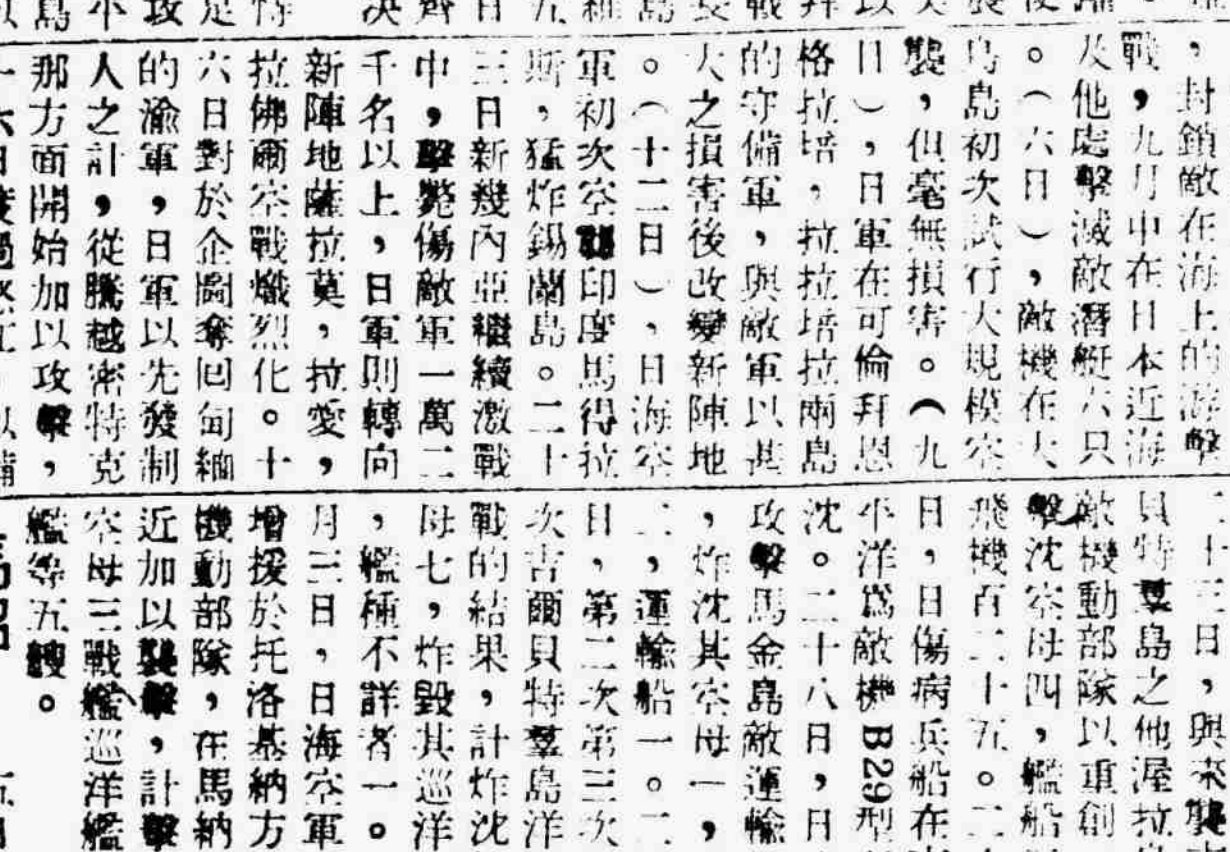 ，封鎖敵在海上的游擊
戰，九月中在日本近海
及他處擊滅敵潛艇六只
。（六日），敵機在大
鳥島初次試行大規模空
襲，但毫無損害。（九
日），日軍在可倫拜恩
格拉培，拉拉培拉兩島
的守備軍，與敵軍以甚
大之損害後改變新陣地
。（十二日），日海空
軍初次空襲印度馬得拉
斯，猛炸錫蘭島。二十
三日新幾內亞繼續激戰
中，擊斃傷敵軍一萬二
千名以上，日軍則轉向
新陣地薩拉莫，拉愛，
拉佛爾空戰熾烈化。十
六日對於企圖奪回甸緬
的渝軍，日軍以先發制
人之計，從騰越密特克
那方面開始加以攻擊，
十三日，與來襲
貝特羣島之他渥拉
敵機動部隊以重創
擊沈空母四，艦船
飛機百二十五。二
日，日傷病兵船在
平洋爲敵機B29型
沈。二十八日，日
攻擊馬金島敵運輸
，炸沈其空母一，
二，運輸船一。二
日，第二次第三次
次吉爾貝特羣島洋
戰的結果，計炸沈
母七，炸毀其巡洋
，艦種不詳者一。
月三日，日海空軍
增援於托洛基納方
機動部隊，在馬納
近加以襲擊，計擊
空母三戰艦巡洋艦
艦等五艘。